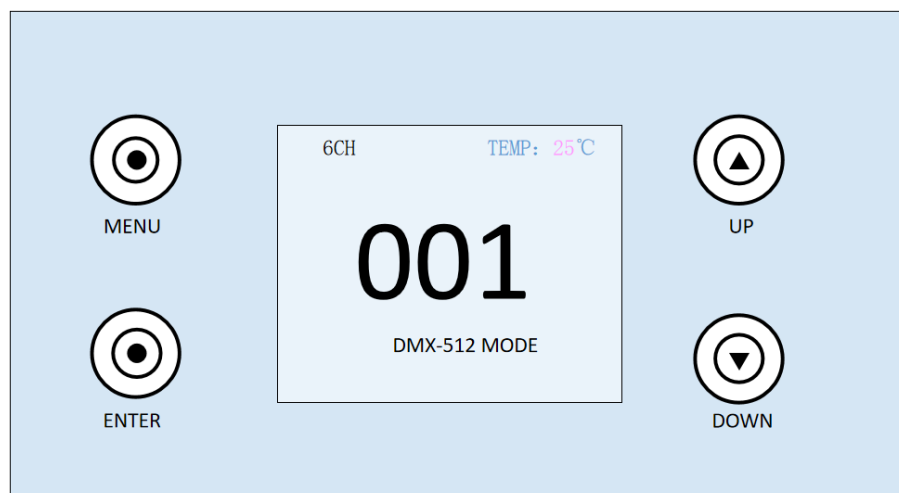 6CH TEMP: 25℃
MENU
UP
001
DMX-512 MODE
ENTER
DOWN